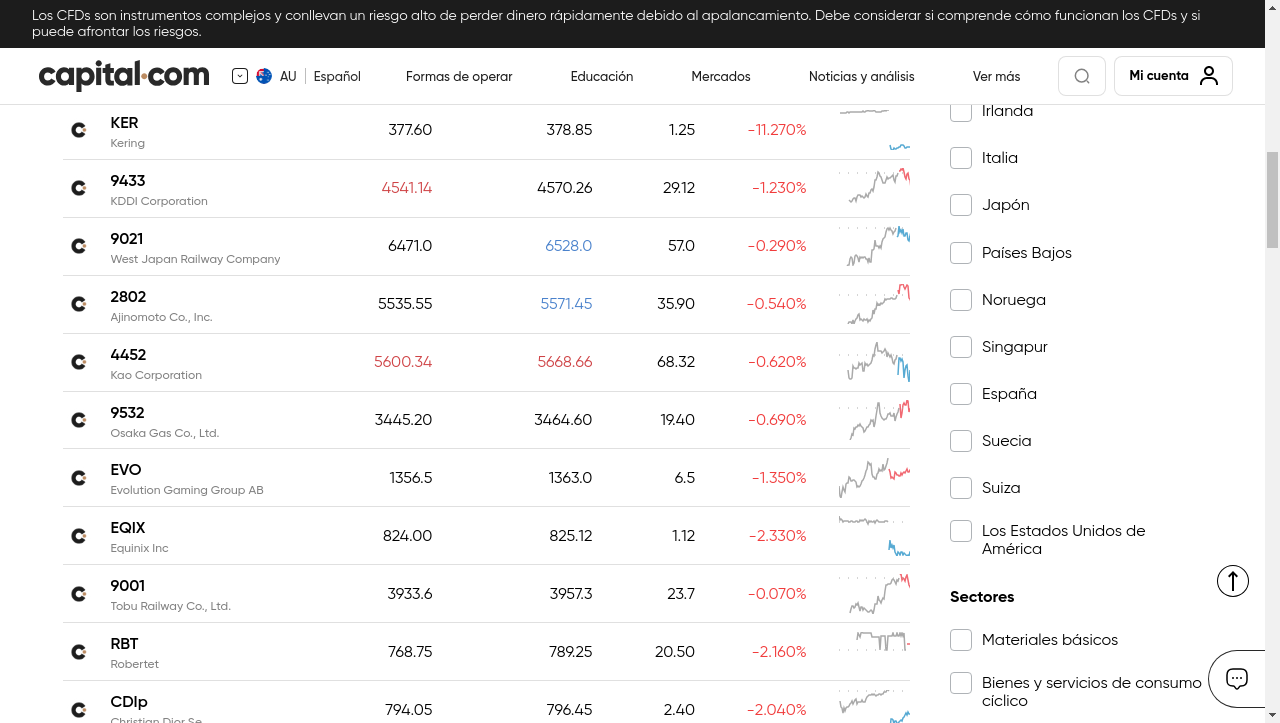 Los CFDs son instrumentos complejos y conllevan un riesgo alto de perder dinero rápidamente debido al apalancamiento. Debe considerar si comprende cómo funcionan los CFDs y si
puede afrontar los riesgos.
capital.com
AU
Español
Formas de operar
Educación
Mercados
Noticias y análisis
Ver más
Mi cuenta
KER
Kering
377.60 378.85 1.25 -11.270%
9433
KDDI Corporation
4541.14 4570.26 29.12 -1.230%
9021
West Japan Railway Company
6471.0 6528.0 57.0 -0.290%
2802
Ajinomoto Co., Inc.
5535.55 5571.45 35.90 -0.540%
4452
Kao Corporation
5600.34 5668.66 68.32 -0.620%
9532
Osaka Gas Co., Ltd.
3445.20 3464.60 19.40 -0.690%
EVO
Evolution Gaming Group AB
1356.5 1363.0 6.5 -1.350%
EQIX
Equinix Inc
824.00 825.12 1.12 -2.330%
9001
Tobu Railway Co., Ltd.
3933.6 3957.3 23.7 -0.070%
RBT
Robertet
768.75 789.25 20.50 -2.160%
CDIp
Christian Dior Se
794.05 796.45 2.40 -2.040%
Irlanda
Italia
Japón
Países Bajos
Noruega
Singapur
España
Suecia
Suiza
Los Estados Unidos de
América
Sectores
Materiales básicos
Bienes y servicios de consumo
cíclico